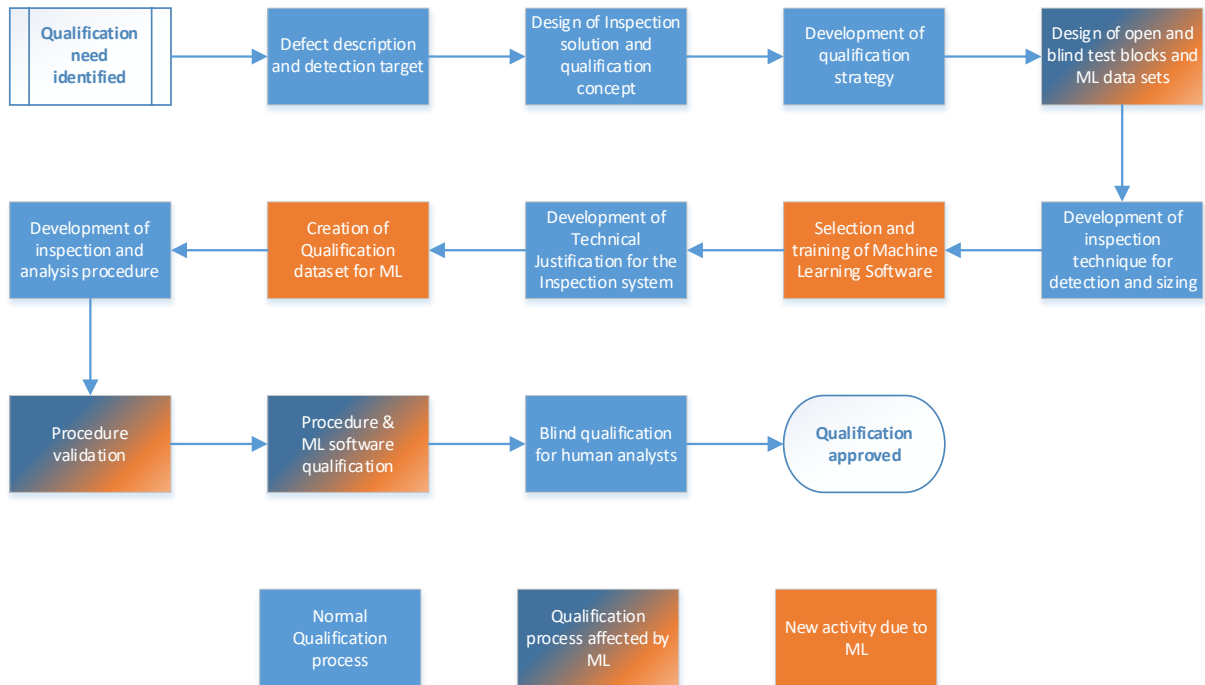 Qualification
need
identified
Defect description
and detection target
Design of Inspection
solution and
qualification
concept
Development of
qualification
strategy
Design of open and
blind test blocks and
ML data sets
Development of
inspection and
analysis procedure
Creation of
Qualification
dataset for ML
Development of
Technical
Justification for the
Inspection system
Selection and
training of Machine
Learning Software
Development of
inspection
technique for
detection and sizing
Procedure
validation
Procedure &
ML software
qualification
Blind qualification
for human analysts
Qualification
approved
Normal
Qualification
process
Qualification
process affected by
ML
New activity due to
ML